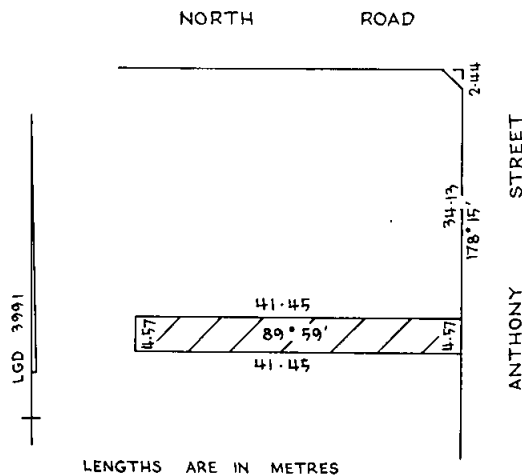 NORTH ROAD
2·44
STREET
34·13
178° 15'
41·45
4·57
89° 59'
4·57
41·45
ANTHONY
LGD 3991
LENGTHS ARE IN METRES